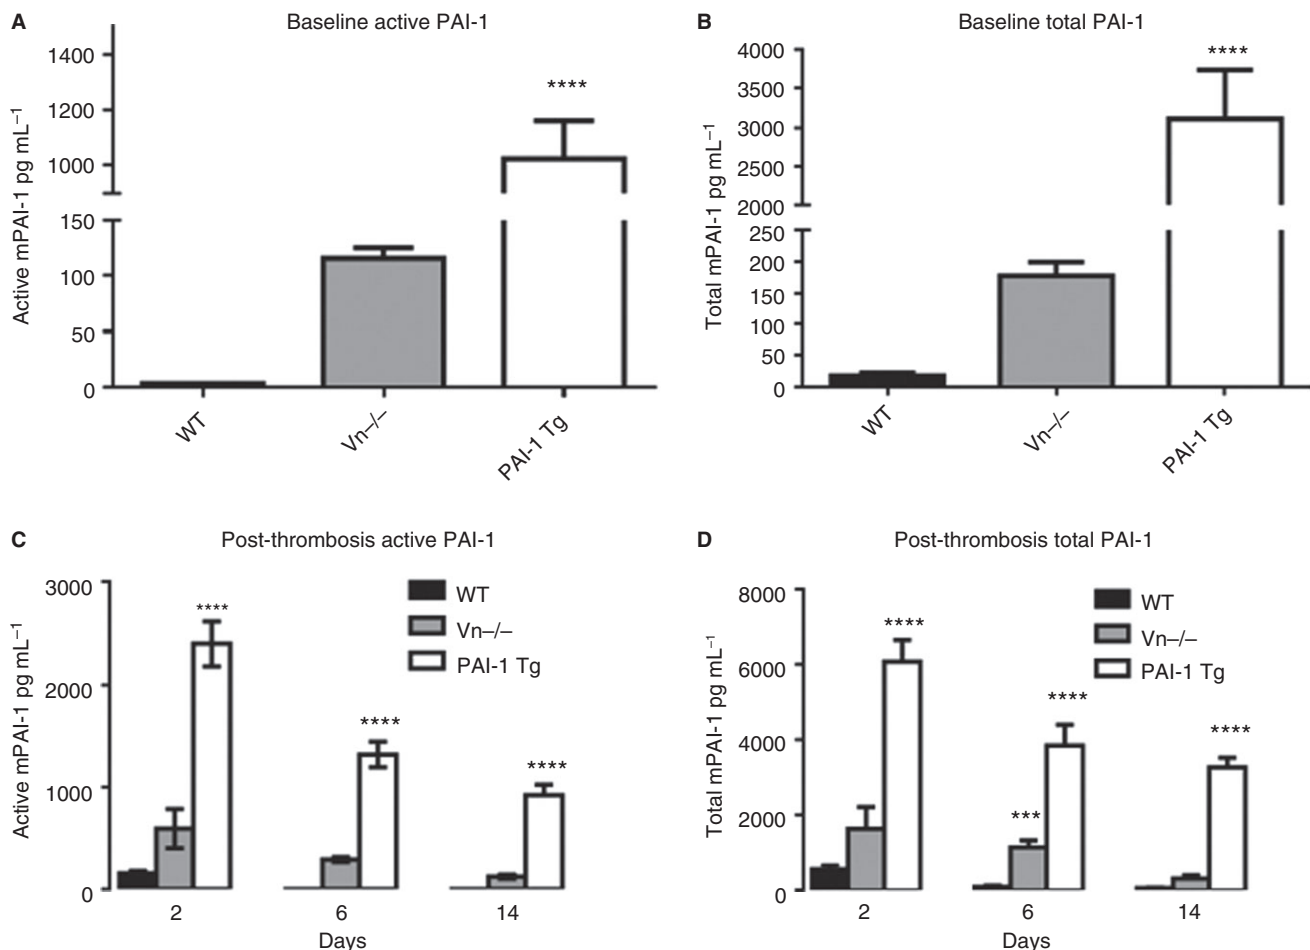 A
Baseline active PAI-1
Active mPAI-1 pg mL⁻¹
1400
1200
1000
150
100
50
0
WT
Vn–/–
PAI-1 Tg
****
B
Baseline total PAI-1
Total mPAI-1 pg mL⁻¹
4000
3500
3000
2500
2000
250
200
150
100
50
0
WT
Vn–/–
PAI-1 Tg
****
C
Post-thrombosis active PAI-1
Active mPAI-1 pg mL⁻¹
3000
2000
1000
0
WT
Vn–/–
PAI-1 Tg
****
****
****
2
6
14
Days
D
Post-thrombosis total PAI-1
Total mPAI-1 pg mL⁻¹
8000
6000
4000
2000
0
WT
Vn–/–
PAI-1 Tg
****
***
****
****
2
6
14
Days